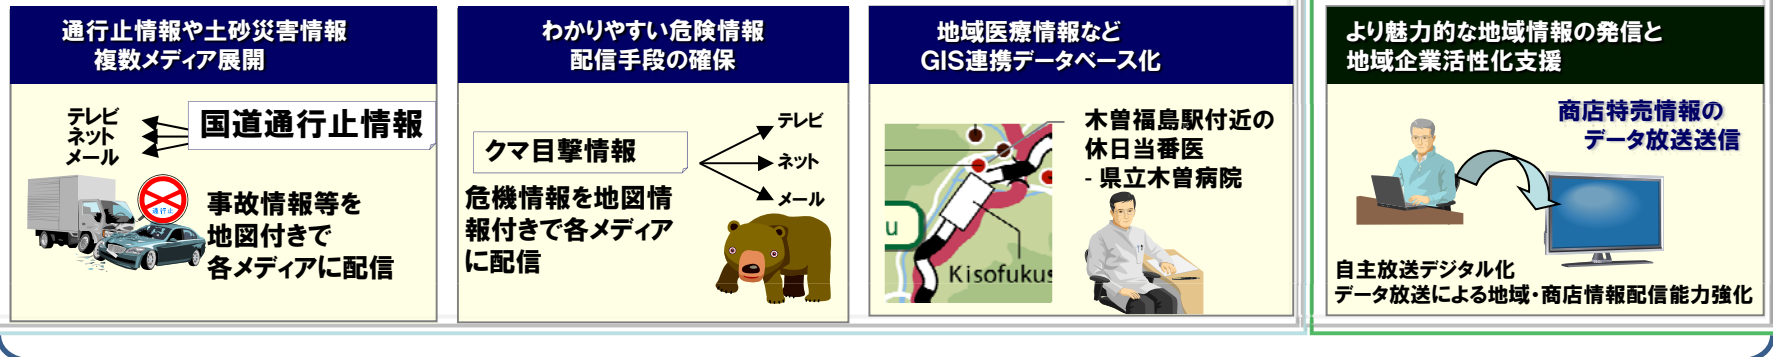 通行止情報や土砂災害情報
複数メディア展開
テレビ
ネット
メール
国道通行止情報
通行止
事故情報等を
地図付きで
各メディアに配信
わかりやすい危険情報
配信手段の確保
クマ目撃情報
テレビ
ネット
メール
危機情報を地図情
報付きで各メディア
に配信
地域医療情報など
GIS連携データベース化
木曽福島駅付近の
休日当番医
- 県立木曽病院
u
Kisofukus
より魅力的な地域情報の発信と
地域企業活性化支援
商店特売情報の
データ放送送信
自主放送デジタル化
データ放送による地域・商店情報配信能力強化